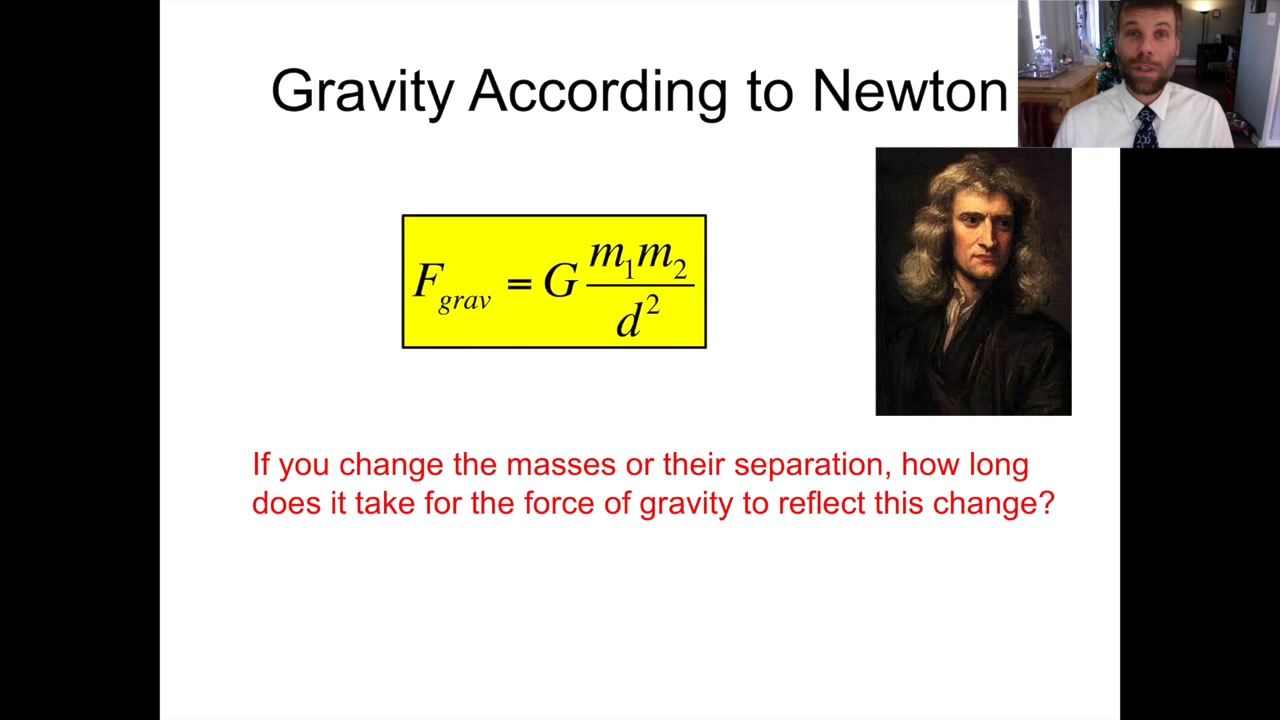 Gravity According to Newton
F_grav = G m₁m₂ / d²
If you change the masses or their separation, how long
does it take for the force of gravity to reflect this change?